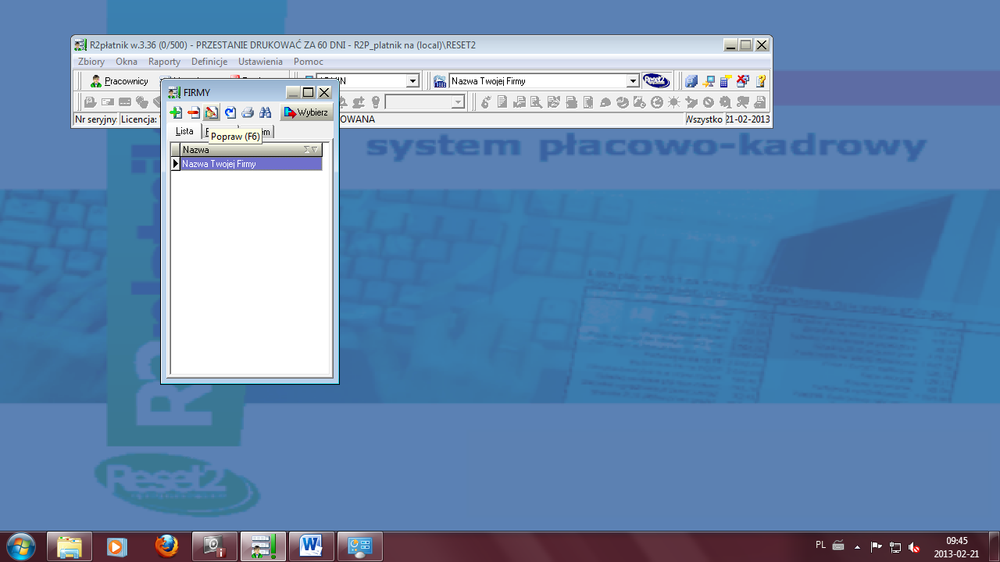 R2płatnik w.3.36 (0/500) - PRZESTANIE DRUKOWAĆ ZA 60 DNI - R2P_platnik na (local)\RESET2
Zbiory Okna Raporty Definicje Ustawienia Pomoc
Pracownicy
Nazwa Twojej Firmy
Reset2
FIRMY
Wybierz
Nr seryjny Licencja:
OWANA
Wszystko 21-02-2013
Lista
Popraw (F6)
Nazwa
Nazwa Twojej Firmy
system płacowo-kadrowy
Reset2
PL
09:45
2013-02-21